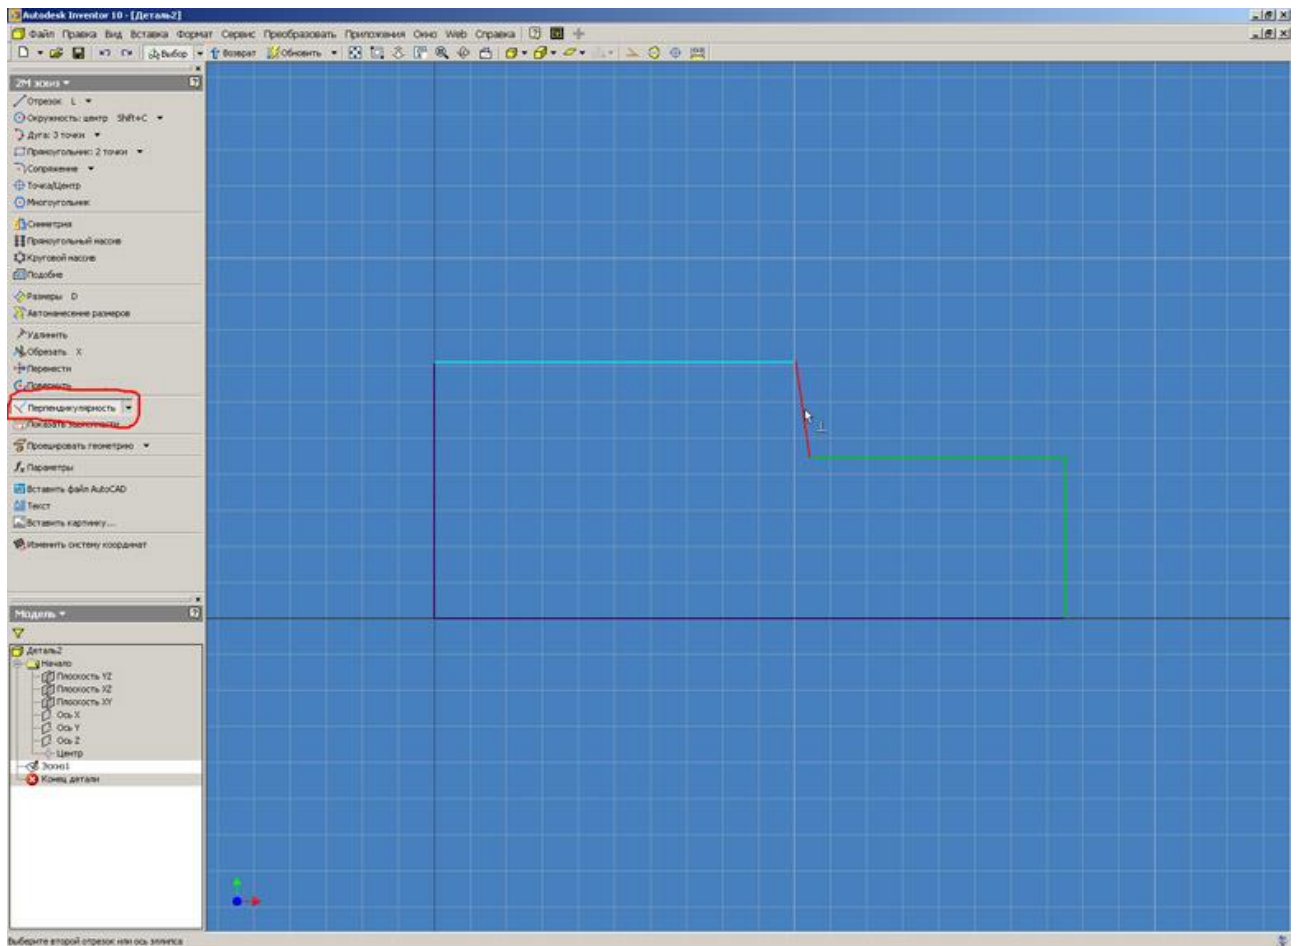 Autodesk Inventor 10 - [Деталь2]
Файл Правка Вид Вставка Формат Сервис Преобразовать Приложения Окно Web Справка
Выбор Возврат Обновить
2М эскиз
Отрезок L
Окружность: центр Shift+C
Дуга: 3 точки
Прямоугольник: 2 точки
Сопряжение
Точка/Центр
Многоугольник
Симметрия
Прямоугольный массив
Круговой массив
Подобие
Размеры D
Автонанесение размеров
Удлинить
Обрезать X
Перенести
Повернуть
Перпендикулярность
Показать зависимости
Проецировать геометрию
fx Параметры
Вставить файл AutoCAD
Текст
Вставить картинку...
Изменить систему координат
Модель
Деталь2
Начало
Плоскость YZ
Плоскость XZ
Плоскость XY
Ось X
Ось Y
Ось Z
Центр
Эскиз1
Конец детали
Выберите второй отрезок или ось эллипса